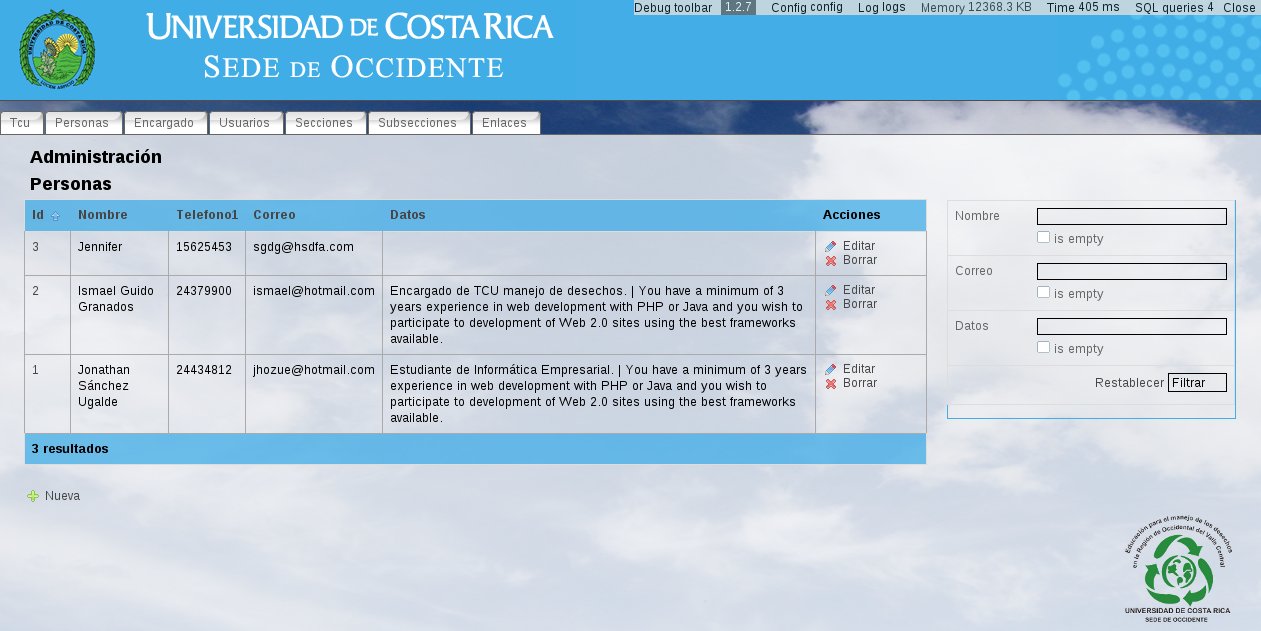 Debug toolbar 1.2.7 Config config Log logs Memory 12368.3 KB Time 405 ms SQL queries 4 Close
UNIVERSIDAD DE COSTA RICA
SEDE DE OCCIDENTE
Tcu Personas Encargado Usuarios Secciones Subsecciones Enlaces
Administración
Personas
Id Nombre Telefono1 Correo Datos Acciones
3 Jennifer 15625453 sgdg@hsdfa.com Editar
Borrar
2 Ismael Guido 24379900 ismael@hotmail.com Encargado de TCU manejo de desechos. | You have a minimum of 3 Editar
Granados years experience in web development with PHP or Java and you wish to Borrar
participate to development of Web 2.0 sites using the best frameworks
available.
1 Jonathan 24434812 jhozue@hotmail.com Estudiante de Informática Empresarial. | You have a minimum of 3 years Editar
Sánchez experience in web development with PHP or Java and you wish to Borrar
Ugalde participate to development of Web 2.0 sites using the best frameworks
available.
3 resultados
Nueva
Nombre
is empty
Correo
is empty
Datos
is empty
Restablecer Filtrar
Educación para el manejo de los desechos
en la Región de Occidental del Valle Central
UNIVERSIDAD DE COSTA RICA
SEDE DE OCCIDENTE